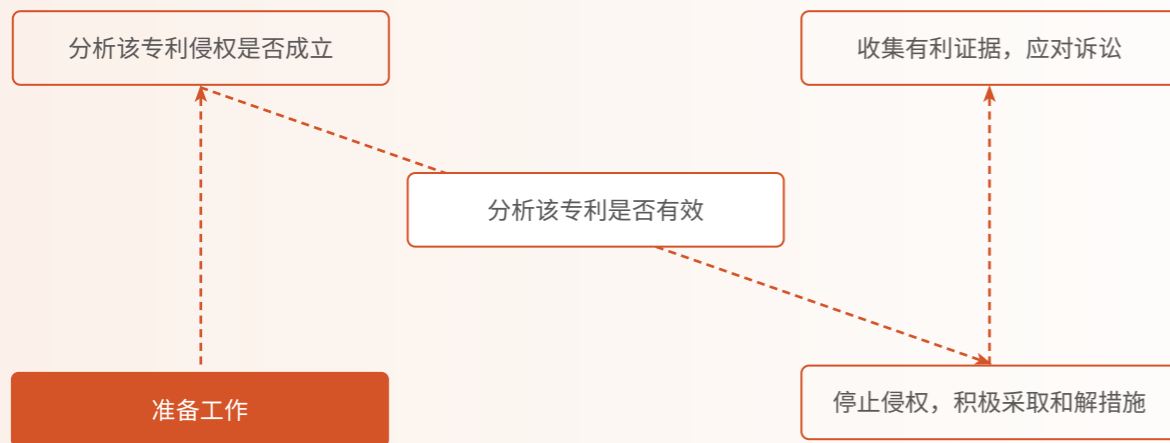 分析该专利侵权是否成立
收集有利证据，应对诉讼
分析该专利是否有效
准备工作
停止侵权，积极采取和解措施